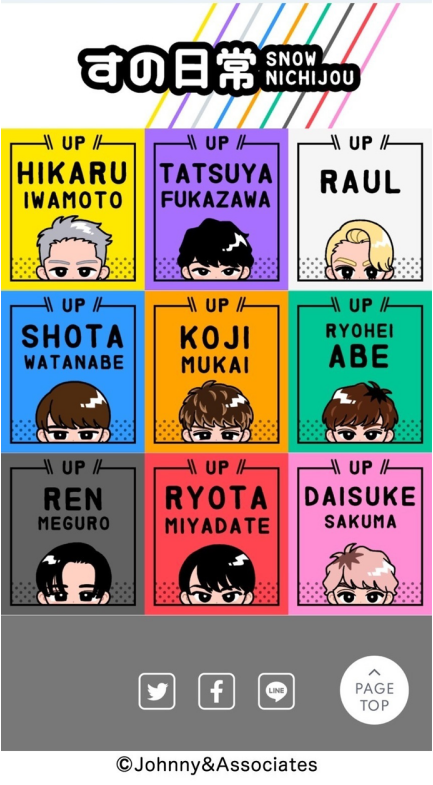 すの日常
SNOW
NICHIJOU
UP
HIKARU
IWAMOTO
UP
TATSUYA
FUKAZAWA
UP
RAUL
UP
SHOTA
WATANABE
UP
KOJI
MUKAI
UP
RYOHEI
ABE
UP
REN
MEGURO
UP
RYOTA
MIYADATE
UP
DAISUKE
SAKUMA
LINE
PAGE
TOP
©Johnny&Associates